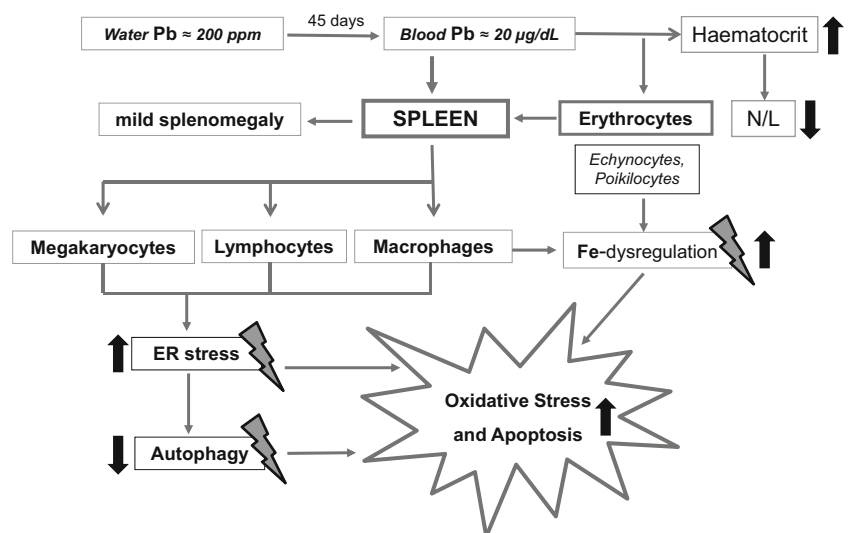 45 days
Water Pb ≈ 200 ppm
Blood Pb ≈ 20 µg/dL
Haematocrit
mild splenomegaly
SPLEEN
Erythrocytes
N/L
Echynocytes,
Poikilocytes
Megakaryocytes
Lymphocytes
Macrophages
Fe-dysregulation
ER stress
Oxidative Stress
and Apoptosis
Autophagy